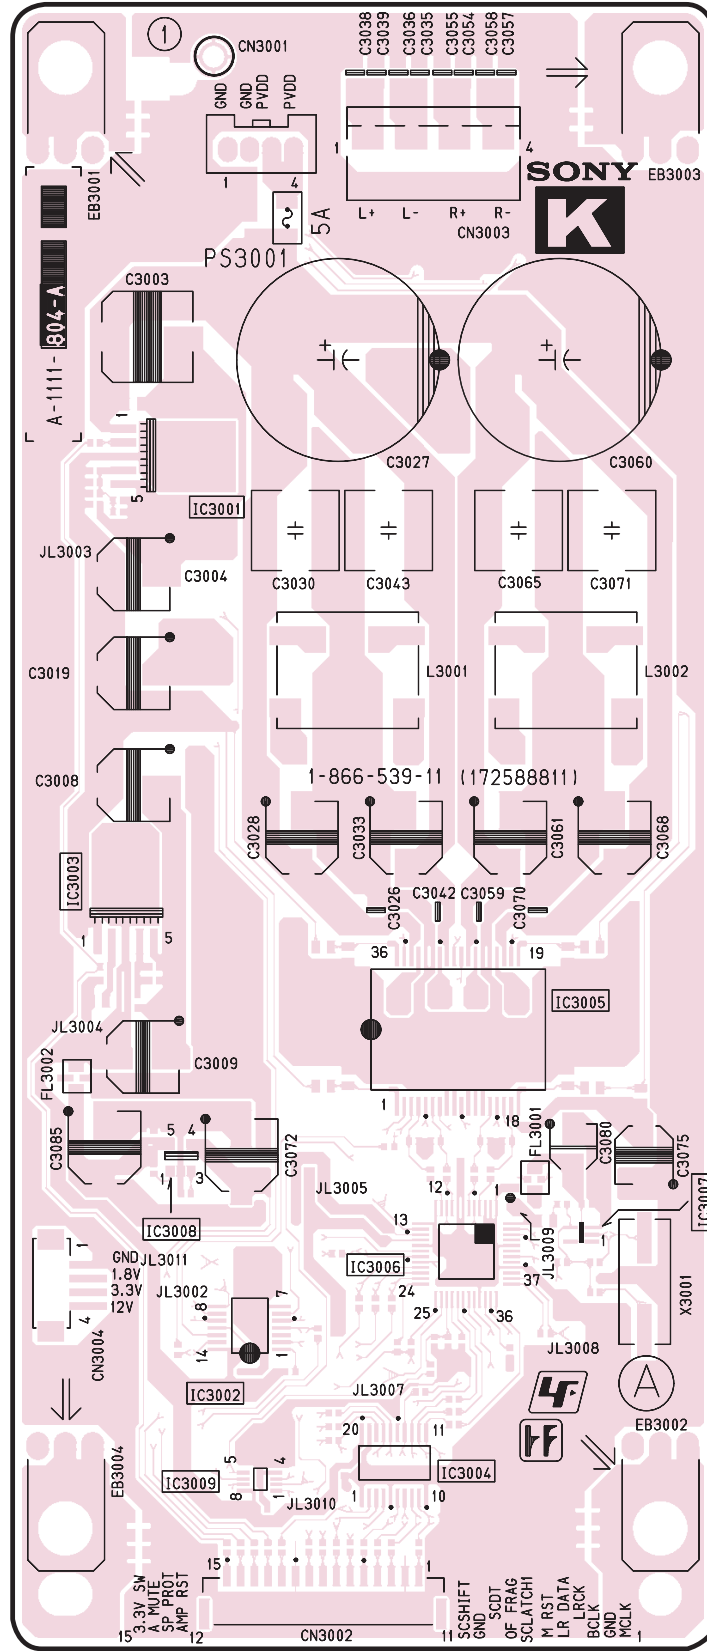 1
CN3001
C3038
C3039
C3036
C3035
C3055
C3054
C3058
C3057
GND
GND
PVDD
PVDD
1
4
1
4
L+
L-
R+
R-
CN3003
EB3001
EB3003
SONY
K
5A
PS3001
C3003
A-1111-804-A
C3027
C3060
1
5
IC3001
JL3003
C3004
C3030
C3043
C3065
C3071
C3019
L3001
L3002
C3008
1-866-539-11 (172588811)
C3028
C3033
C3061
C3068
IC3003
C3026
C3042
C3059
C3070
1
5
36
19
IC3005
JL3004
FL3002
C3009
1
18
C3085
5
4
1
3
C3072
FL3001
C3080
C3075
IC3007
IC3008
JL3005
12
1
13
JL3009
1
IC3006
24
37
25
36
X3001
1
GND
1.8V
3.3V
12V
4
CN3004
JL3011
JL3002
8
7
14
1
JL3008
IC3002
JL3007
LF
A
EB3002
20
11
EB3004
IC3009
5
4
8
1
IC3004
JL3010
1
10
15
1
3.3V SW
A MUTE
SP PROT
AMP RST
15
12
CN3002
11
SCSHIFT
GND
SCDT
OF FRAG
SCLATCH1
M RST
LR DATA
LRCK
BCLK
GND
MCLK
1